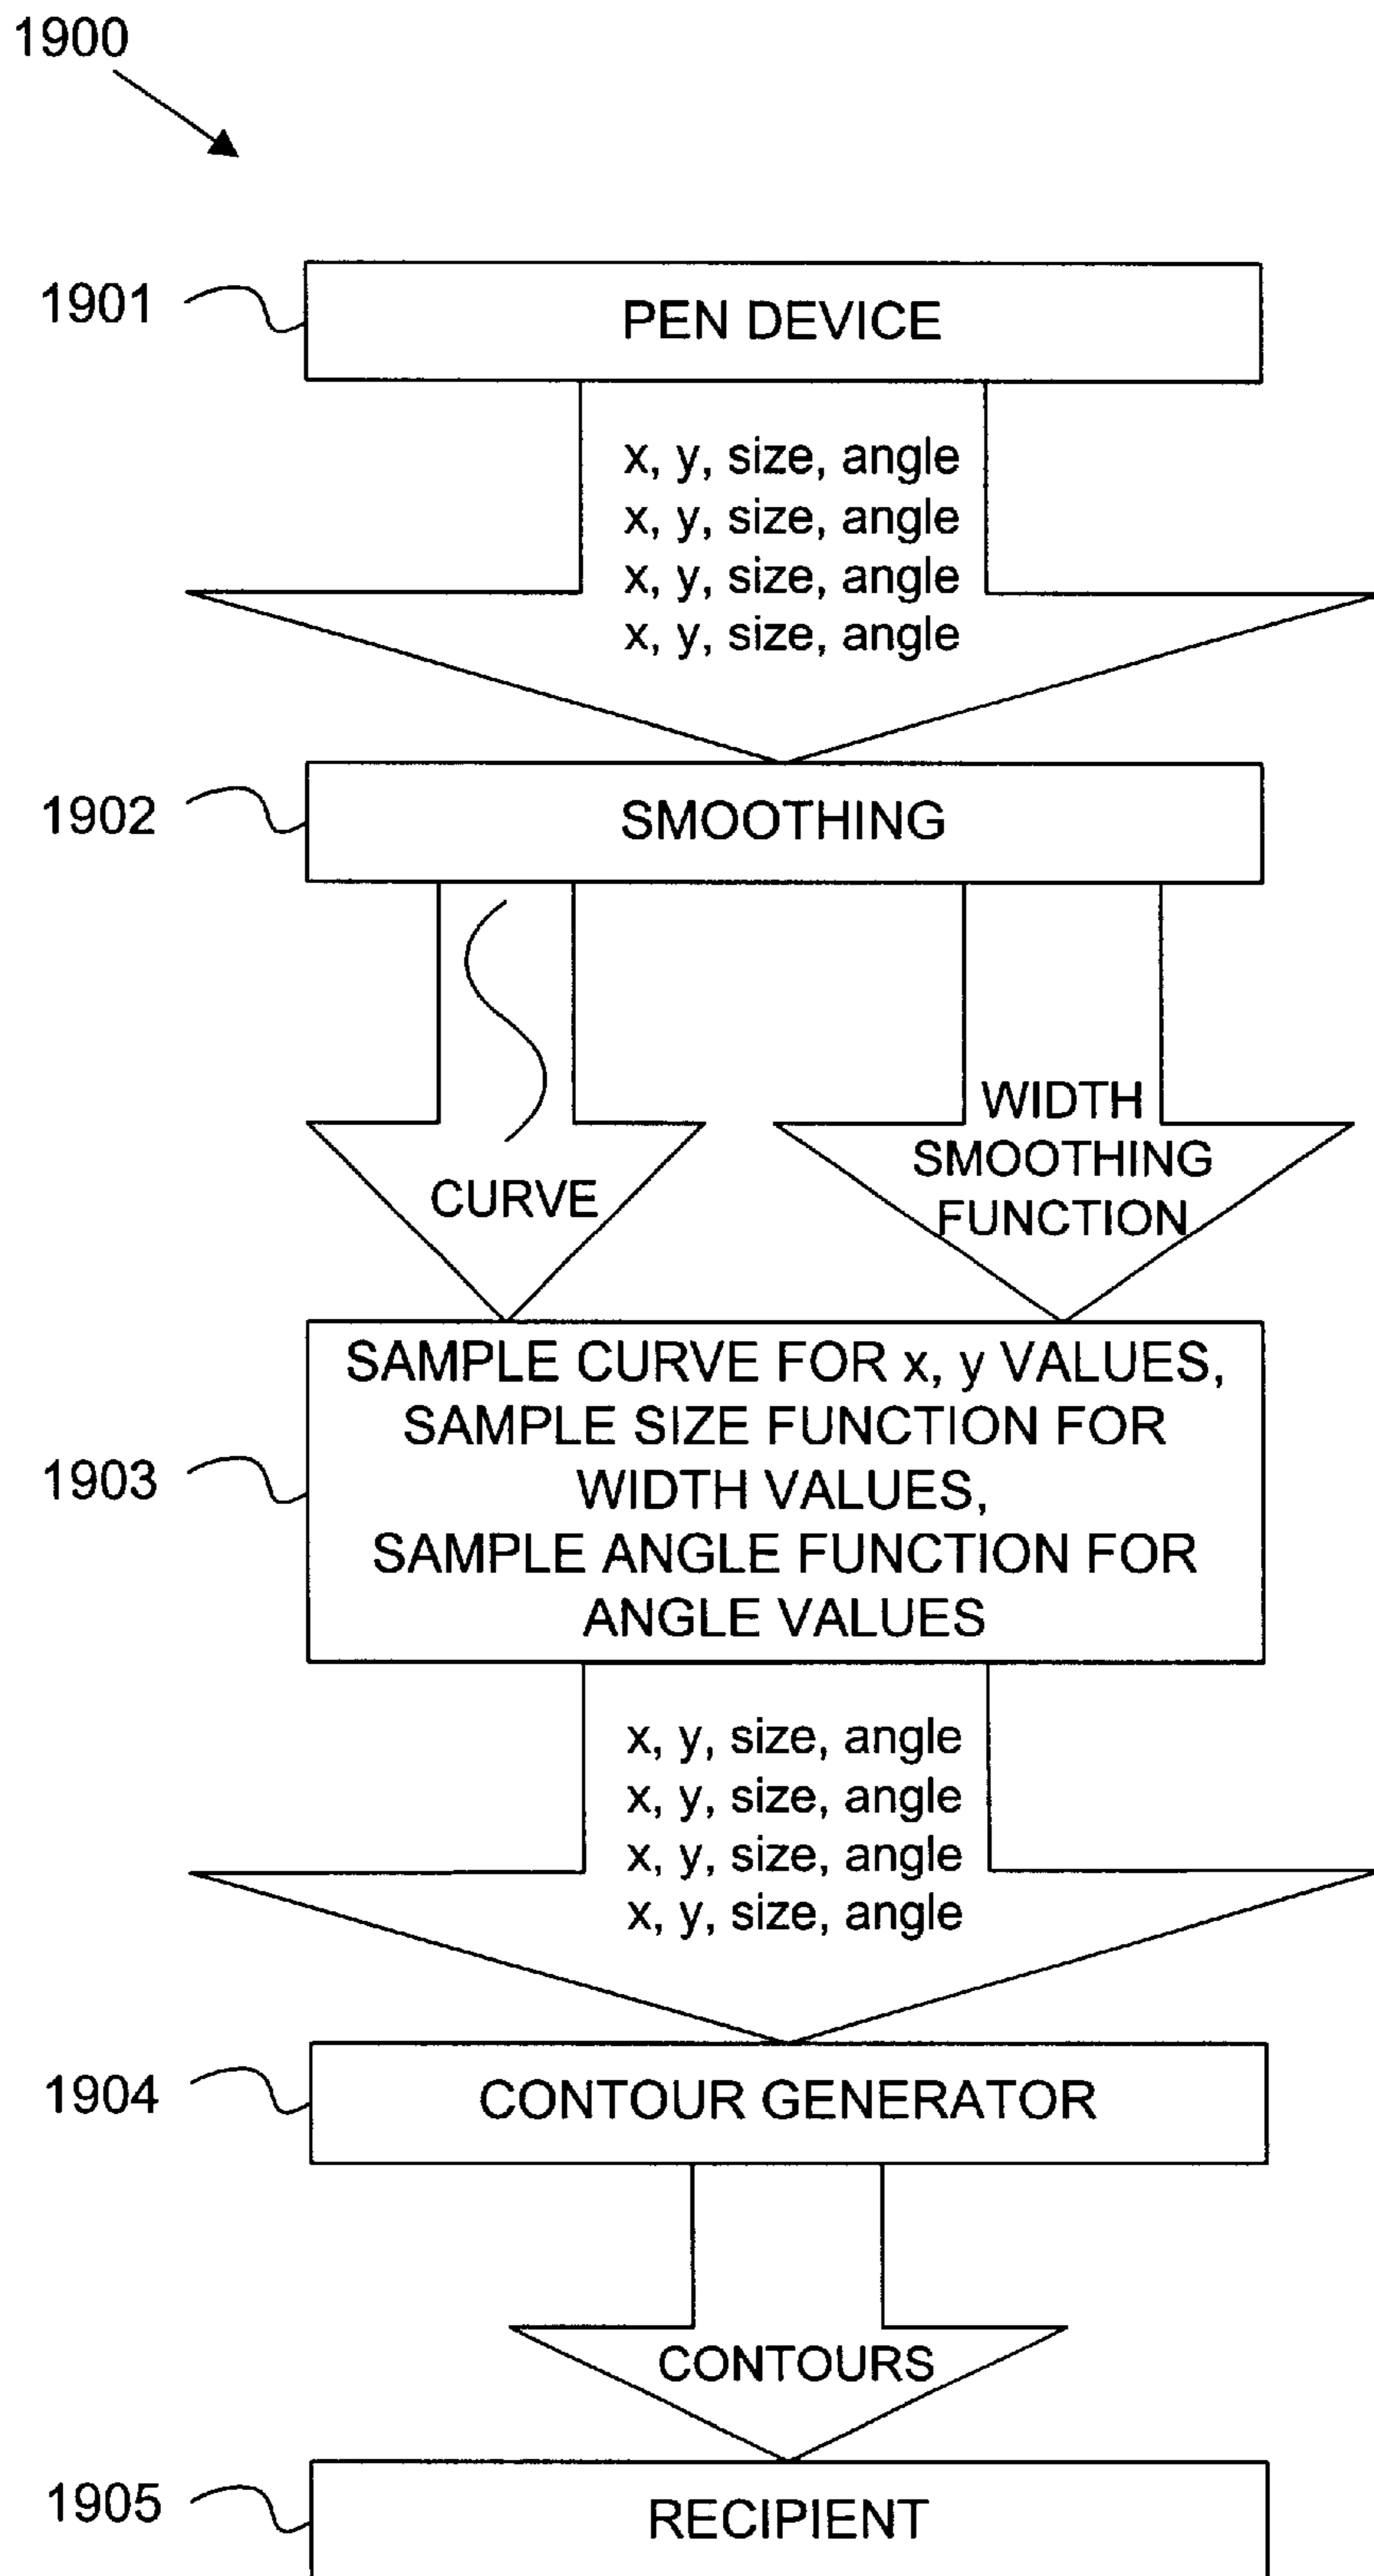 1900
1901
PEN DEVICE
x, y, size, angle
x, y, size, angle
x, y, size, angle
x, y, size, angle
1902
SMOOTHING
CURVE
WIDTH
SMOOTHING
FUNCTION
1903
SAMPLE CURVE FOR x, y VALUES,
SAMPLE SIZE FUNCTION FOR
WIDTH VALUES,
SAMPLE ANGLE FUNCTION FOR
ANGLE VALUES
x, y, size, angle
x, y, size, angle
x, y, size, angle
x, y, size, angle
1904
CONTOUR GENERATOR
CONTOURS
1905
RECIPIENT